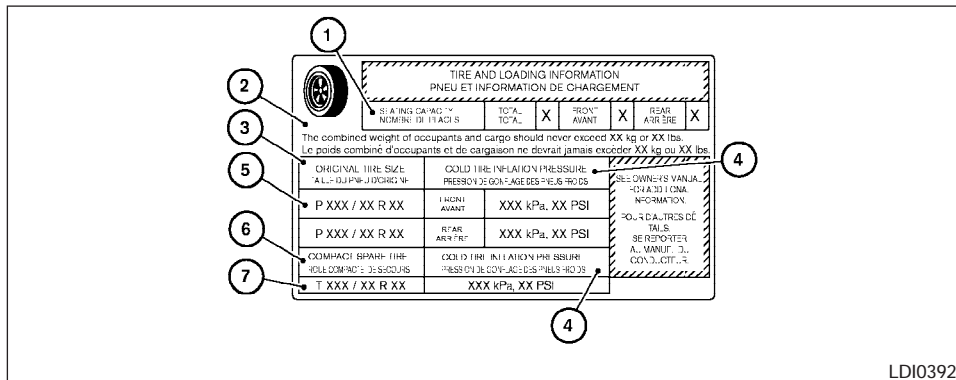 1
2
3
5
6
7
4
4
TIRE AND LOADING INFORMATION
PNEU ET INFORMATION DE CHARGEMENT
SEATING CAPACITY
NOMBRE DE PLACES
TOTAL
TOTAL
X
FRONT
AVANT
X
REAR
ARRIÈRE
X
The combined weight of occupants and cargo should never exceed XX kg or XX lbs.
Le poids combiné d'occupants et de cargaison ne devrait jamais excéder XX kg ou XX lbs.
ORIGINAL TIRE SIZE
TAILLE DU PNEU D'ORIGINE
COLD TIRE INFLATION PRESSURE
PRESSION DE GONFLAGE DES PNEUS FROIDS
P XXX / XX R XX
FRONT
AVANT
XXX kPa, XX PSI
P XXX / XX R XX
REAR
ARRIÈRE
XXX kPa, XX PSI
COMPACT SPARE TIRE
ROUE COMPACTE DE SECOURS
COLD TIRE INFLATION PRESSURE
PRESSION DE GONFLAGE DES PNEUS FROIDS
T XXX / XX R XX
XXX kPa, XX PSI
SEE OWNER'S MANUAL
FOR ADDITIONAL
INFORMATION.
POUR D'AUTRES DÉ
TAILS,
SE REPORTER
AU MANUEL DU
CONDUCTEUR.
LDI0392